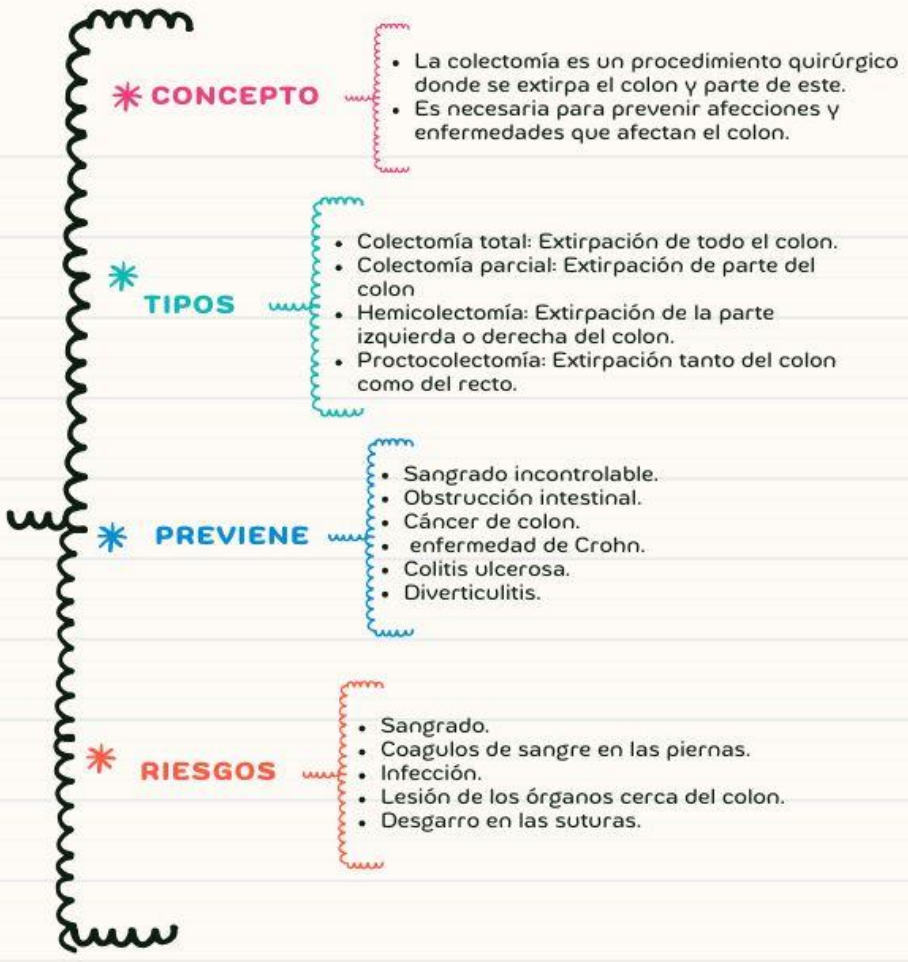 CONCEPTO
• La colectomía es un procedimiento quirúrgico
donde se extirpa el colon y parte de este.
• Es necesaria para prevenir afecciones y
enfermedades que afectan el colon.
TIPOS
• Colectomía total: Extirpación de todo el colon.
• Colectomía parcial: Extirpación de parte del
colon
• Hemicolectomía: Extirpación de la parte
izquierda o derecha del colon.
• Proctocolectomía: Extirpación tanto del colon
como del recto.
PREVIENE
• Sangrado incontrolable.
• Obstrucción intestinal.
• Cáncer de colon.
• enfermedad de Crohn.
• Colitis ulcerosa.
• Diverticulitis.
RIESGOS
• Sangrado.
• Coagulos de sangre en las piernas.
• Infección.
• Lesión de los órganos cerca del colon.
• Desgarro en las suturas.